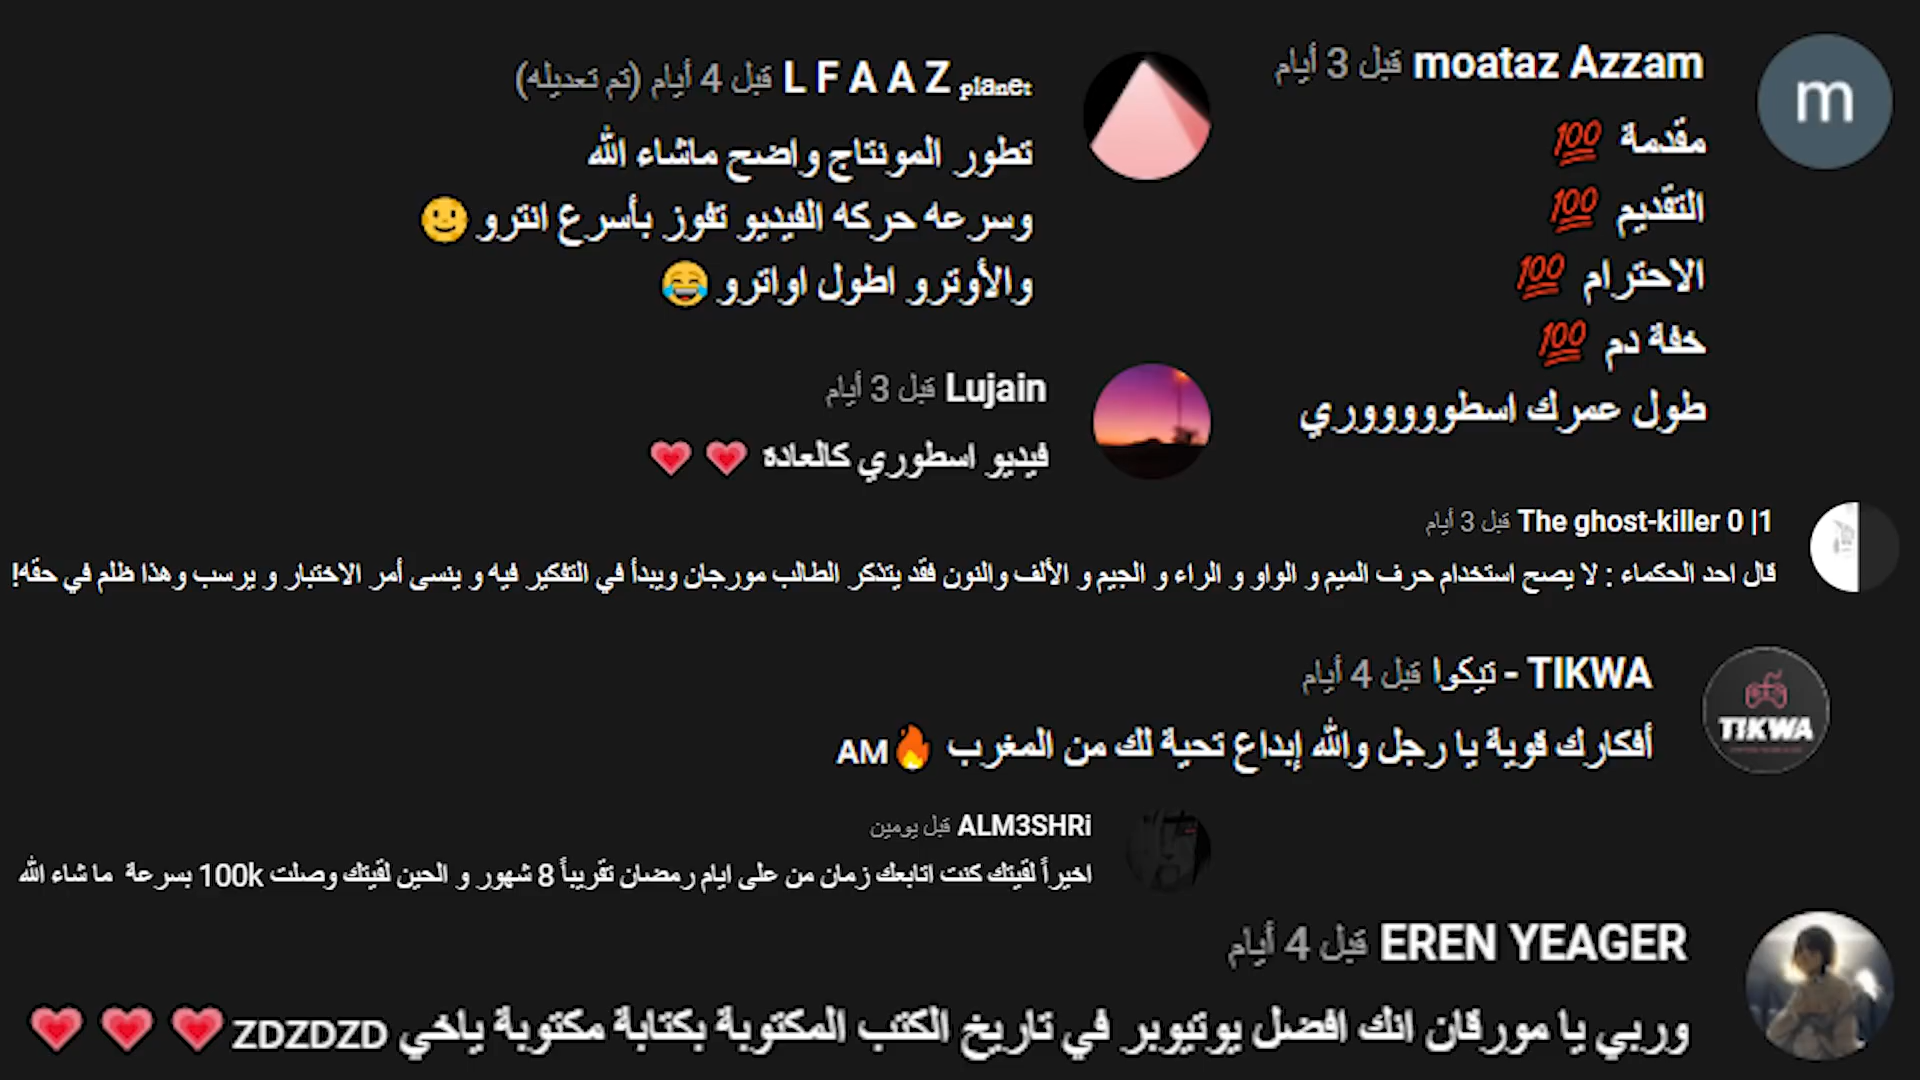 moataz Azzam قبل 3 أيام
m
مقدمة 💯
التقديم 💯
الاحترام 💯
خفة دم 💯
طول عمرك اسطووووووري
L F A A Z planet قبل 4 أيام (تم تعديله)
تطور المونتاج واضح ماشاء الله
وسرعه حركه الفيديو تفوز بأسرع انترو 🙂
والأوترو اطول اواترو 😂
Lujain قبل 3 أيام
فيديو اسطوري كالعادة 💗 💗
The ghost-killer 0 |1 قبل 3 أيام
قال احد الحكماء : لا يصح استخدام حرف الميم و الواو و الراء و الجيم و الألف والنون فقد يتذكر الطالب مورجان ويبدأ في التفكير فيه و ينسى أمر الاختبار و يرسب وهذا ظلم في حقه!
TIKWA - تيكوا قبل 4 أيام
TIKWA
أفكارك قوية يا رجل والله إبداع تحية لك من المغرب 🔥AM
ALM3SHRi قبل يومين
اخيراً لقيتك كنت اتابعك زمان من على ايام رمضان تقريباً 8 شهور و الحين لقيتك وصلت 100k بسرعة ما شاء الله
EREN YEAGER قبل 4 أيام
وربي يا مورقان انك افضل يوتيوبر في تاريخ الكتب المكتوبة بكتابة مكتوبة ياخي ZDZDZD 💗 💗 💗